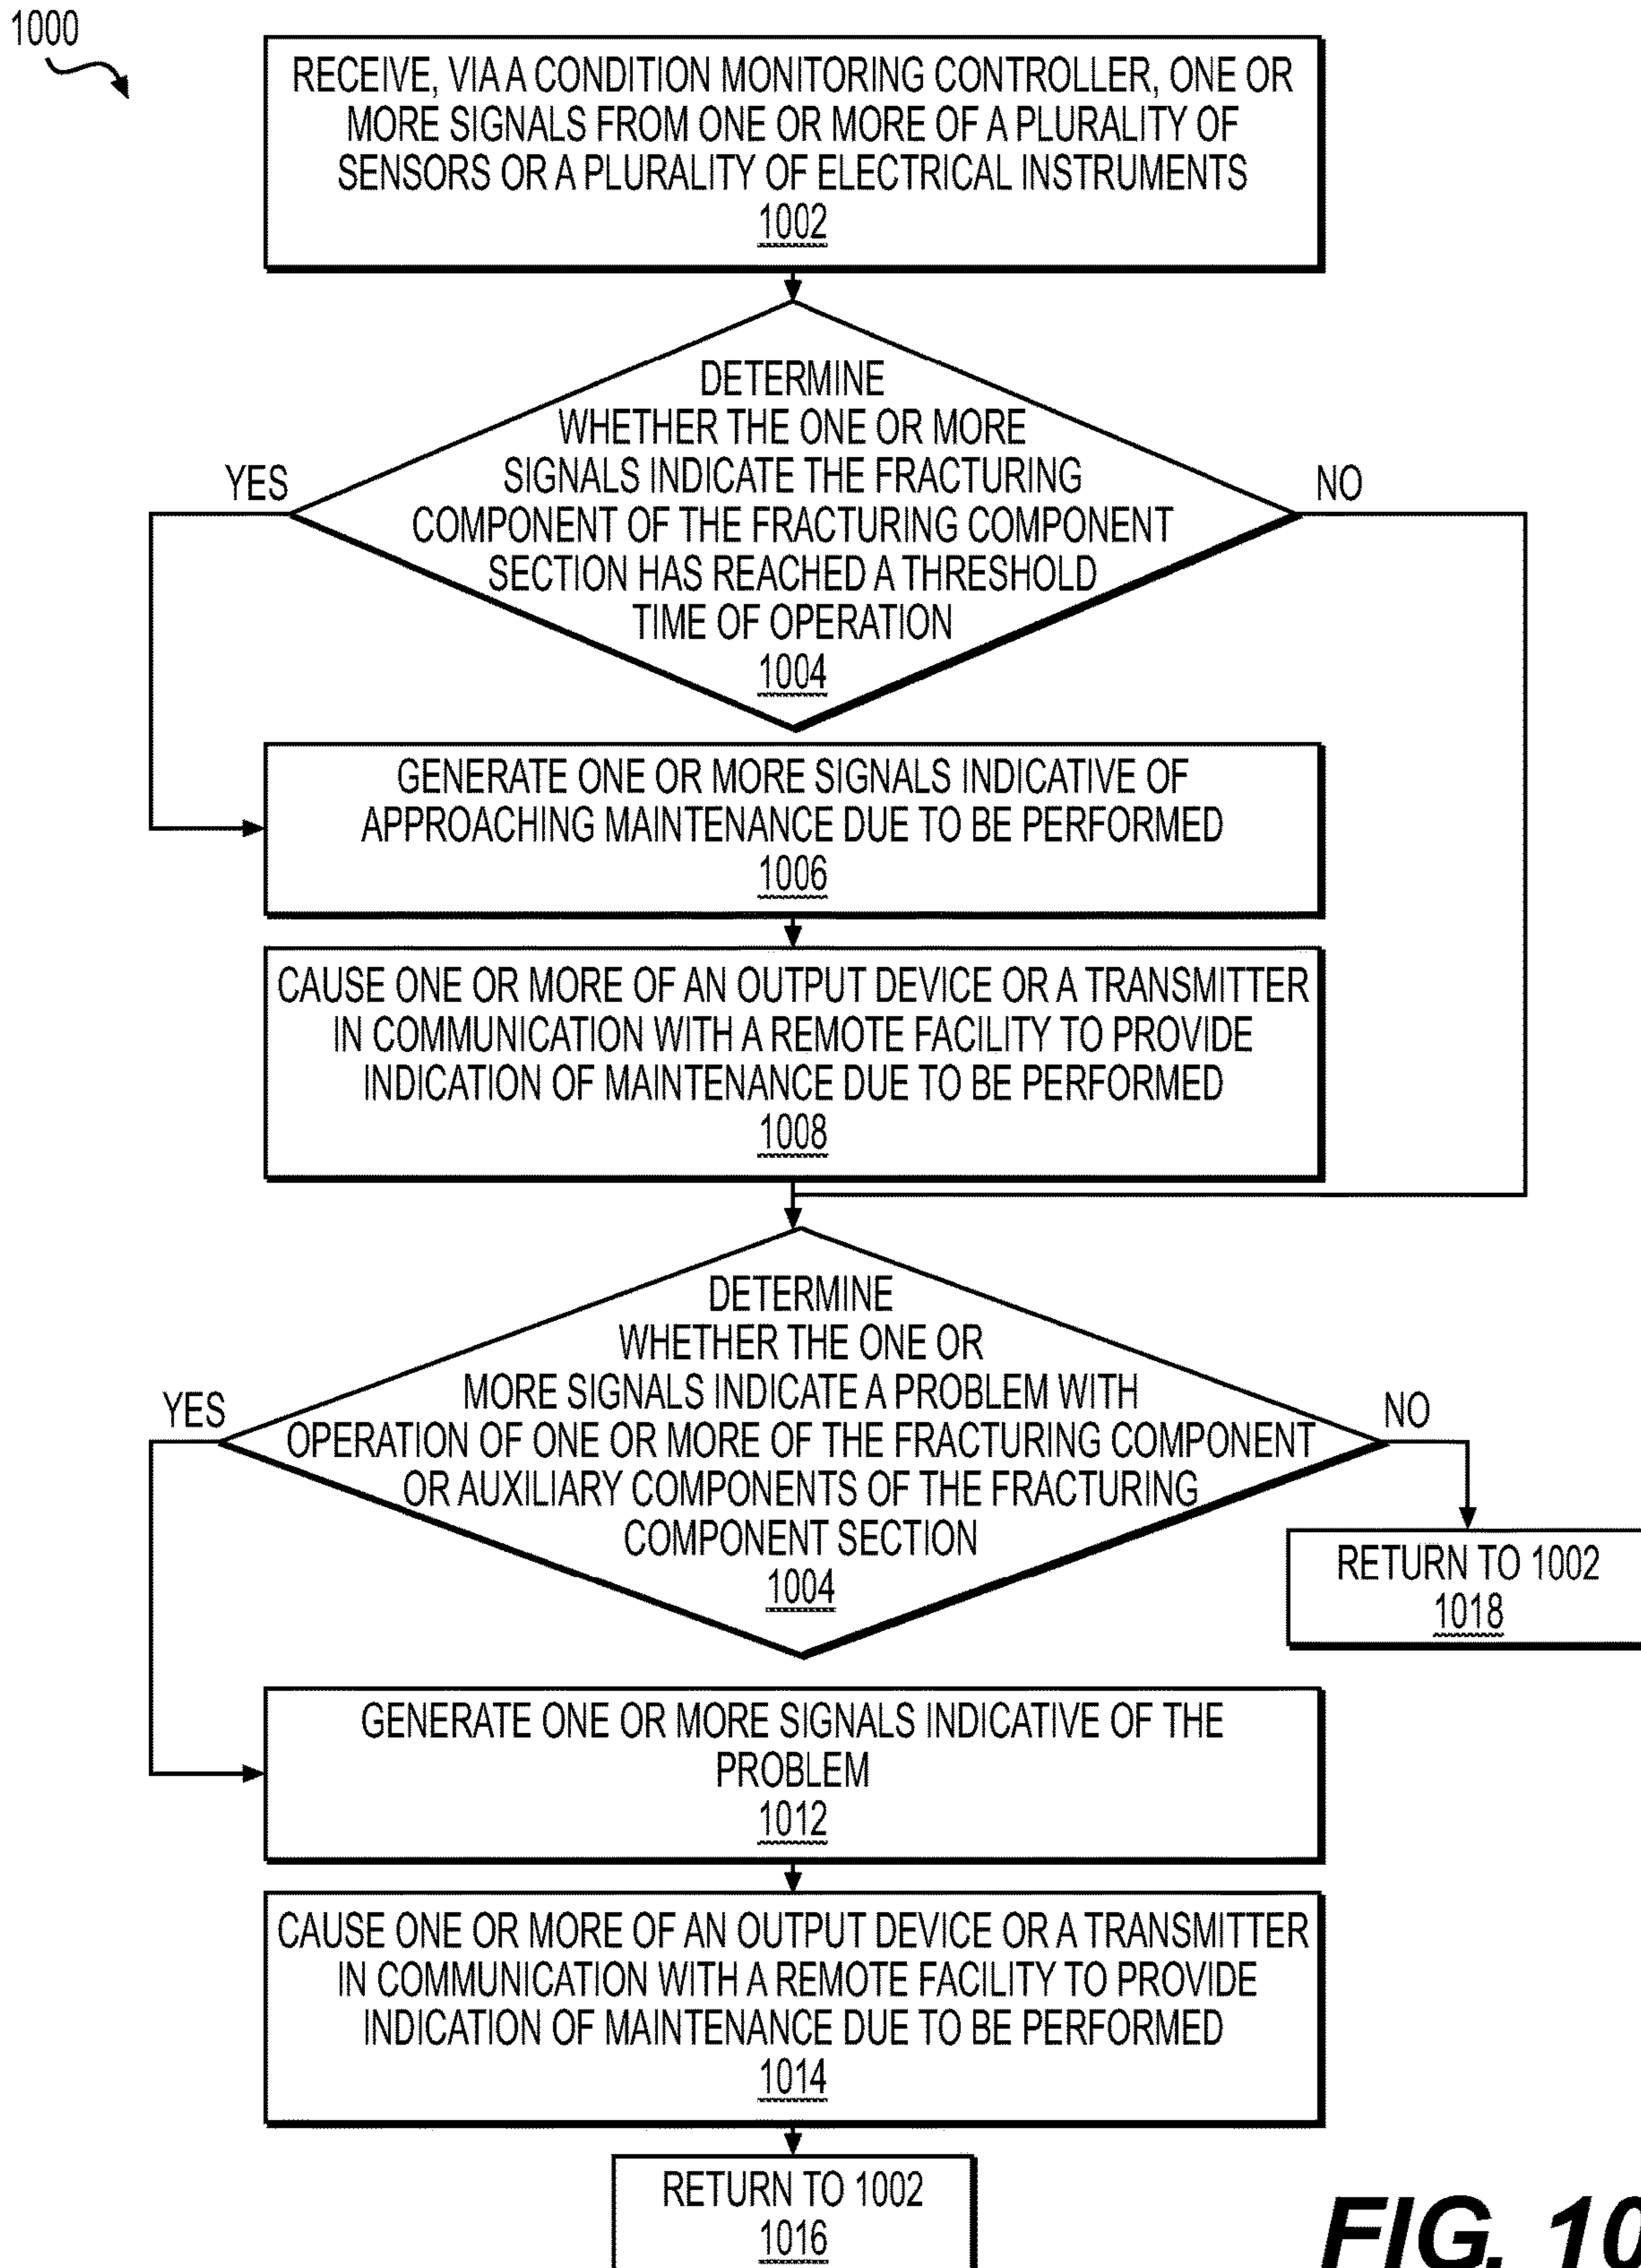 1000
RECEIVE, VIA A CONDITION MONITORING CONTROLLER, ONE OR
MORE SIGNALS FROM ONE OR MORE OF A PLURALITY OF
SENSORS OR A PLURALITY OF ELECTRICAL INSTRUMENTS
1002
DETERMINE
WHETHER THE ONE OR MORE
SIGNALS INDICATE THE FRACTURING
COMPONENT OF THE FRACTURING COMPONENT
SECTION HAS REACHED A THRESHOLD
TIME OF OPERATION
1004
YES
NO
GENERATE ONE OR MORE SIGNALS INDICATIVE OF
APPROACHING MAINTENANCE DUE TO BE PERFORMED
1006
CAUSE ONE OR MORE OF AN OUTPUT DEVICE OR A TRANSMITTER
IN COMMUNICATION WITH A REMOTE FACILITY TO PROVIDE
INDICATION OF MAINTENANCE DUE TO BE PERFORMED
1008
DETERMINE
WHETHER THE ONE OR
MORE SIGNALS INDICATE A PROBLEM WITH
OPERATION OF ONE OR MORE OF THE FRACTURING COMPONENT
OR AUXILIARY COMPONENTS OF THE FRACTURING
COMPONENT SECTION
1004
YES
NO
RETURN TO 1002
1018
GENERATE ONE OR MORE SIGNALS INDICATIVE OF THE
PROBLEM
1012
CAUSE ONE OR MORE OF AN OUTPUT DEVICE OR A TRANSMITTER
IN COMMUNICATION WITH A REMOTE FACILITY TO PROVIDE
INDICATION OF MAINTENANCE DUE TO BE PERFORMED
1014
RETURN TO 1002
1016
FIG. 10